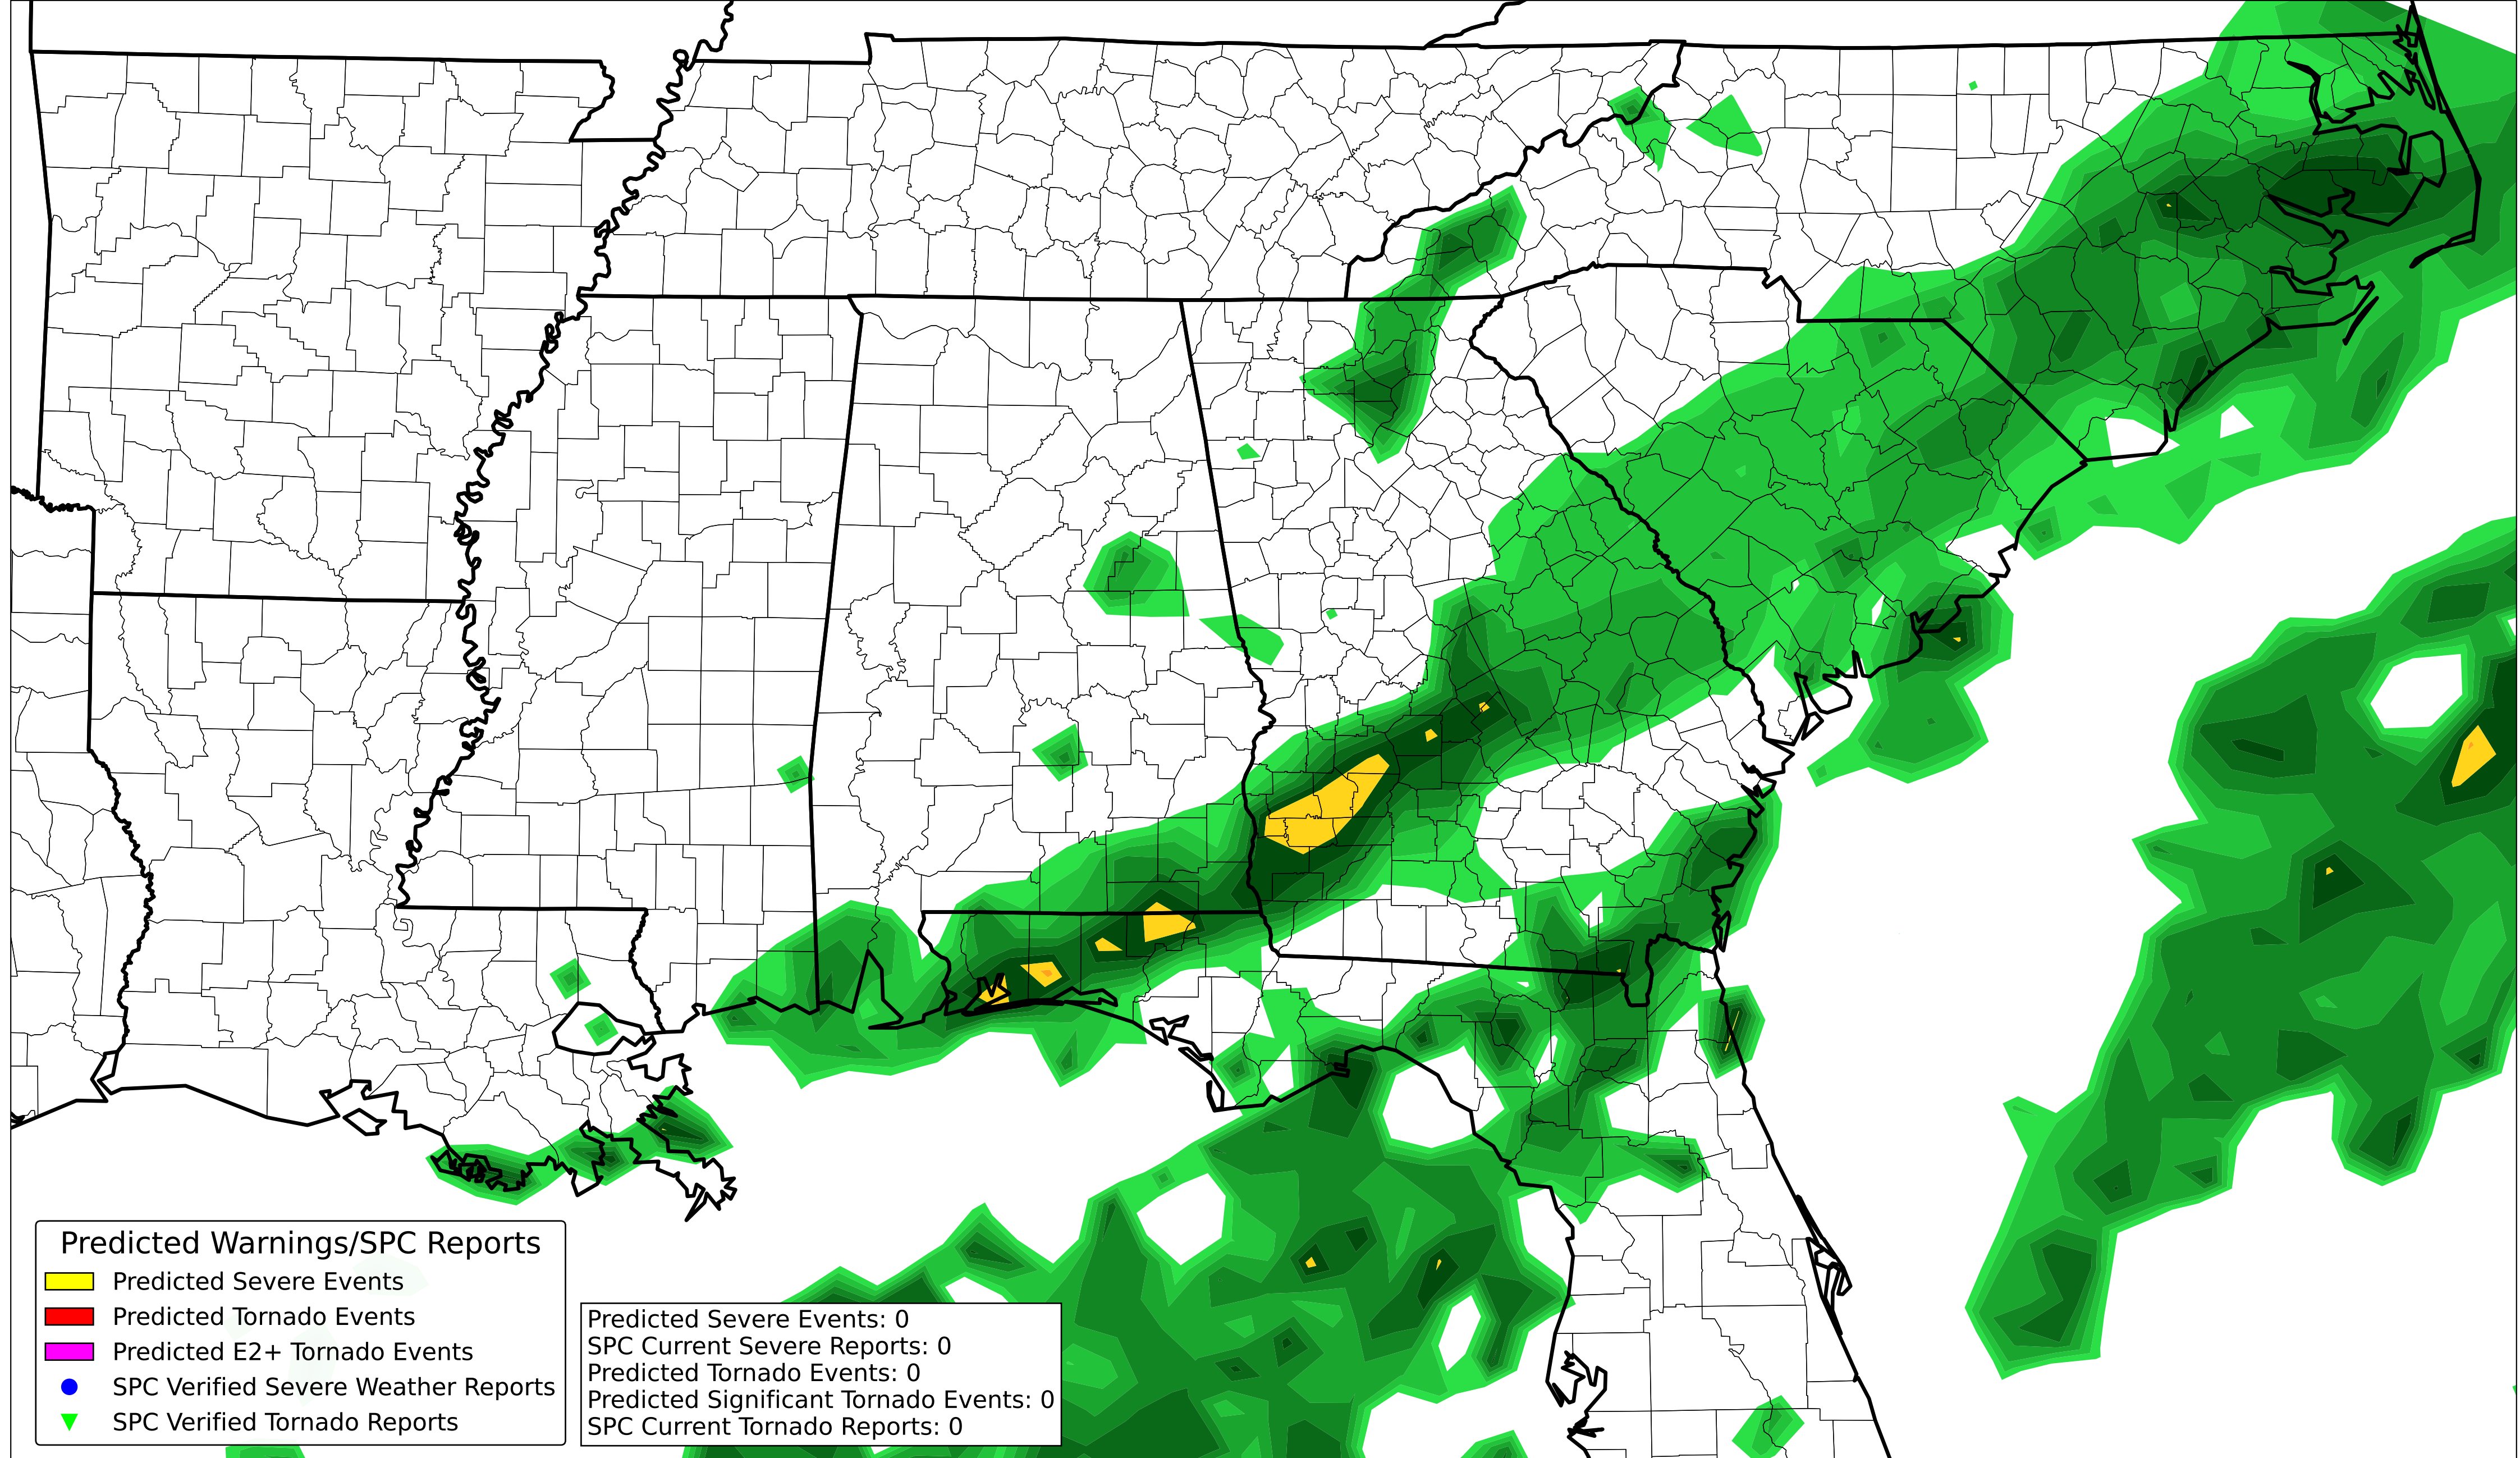 Predicted Warnings/SPC Reports
Predicted Severe Events
Predicted Tornado Events
Predicted E2+ Tornado Events
SPC Verified Severe Weather Reports
SPC Verified Tornado Reports
Predicted Severe Events: 0
SPC Current Severe Reports: 0
Predicted Tornado Events: 0
Predicted Significant Tornado Events: 0
SPC Current Tornado Reports: 0